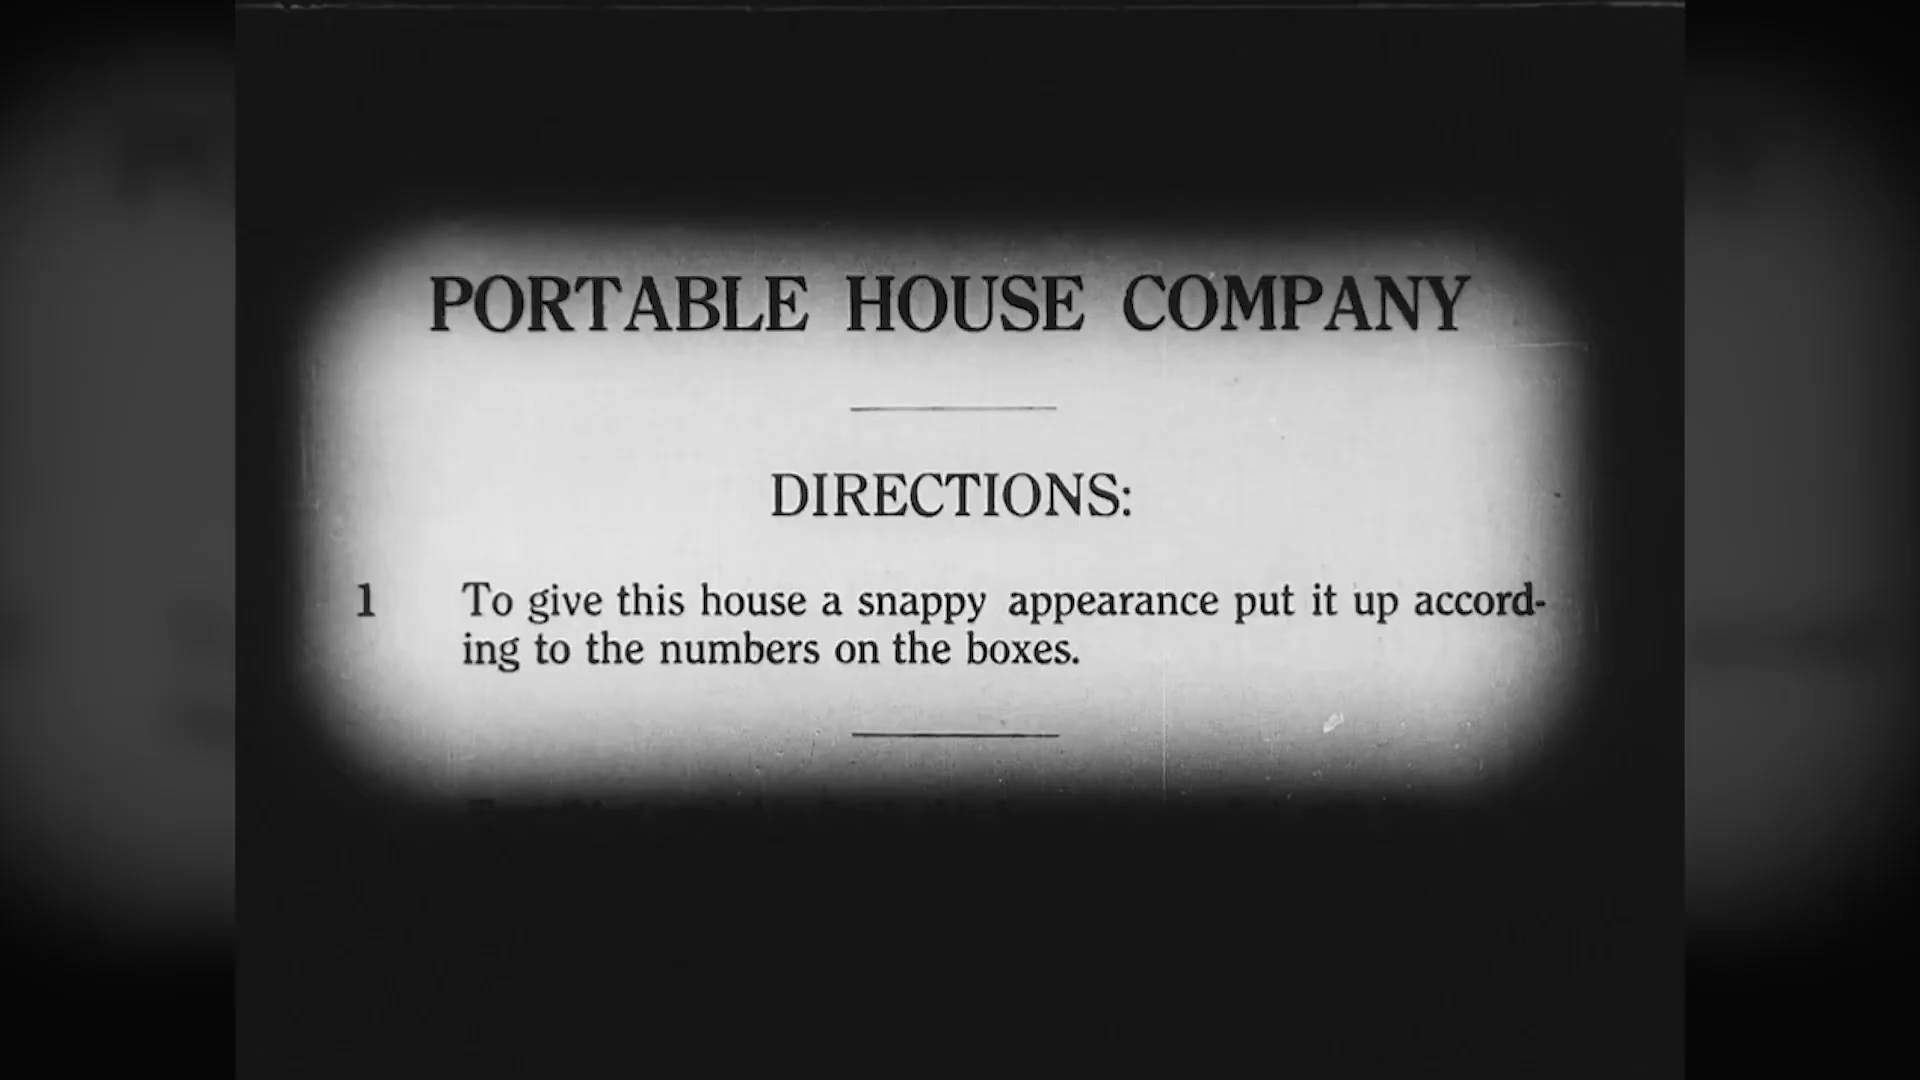 PORTABLE HOUSE COMPANY
DIRECTIONS:
1 To give this house a snappy appearance put it up accord-
ing to the numbers on the boxes.